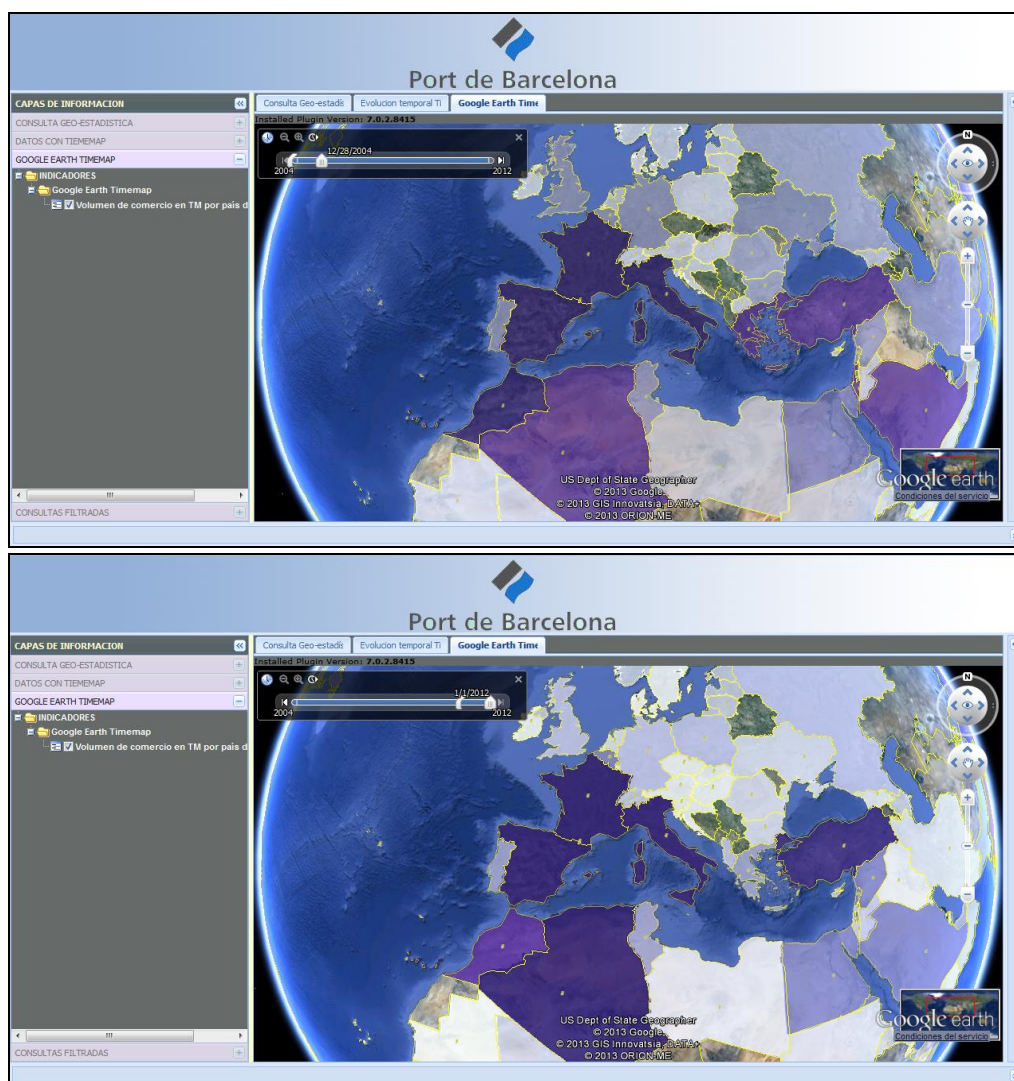 Port de Barcelona
CAPAS DE INFORMACION
CONSULTA GEO-ESTADISTICA
DATOS CON TIEMEMAP
GOOGLE EARTH TIMEMAP
INDICADORES
Google Earth Timemap
Volumen de comercio en TM por pais d
CONSULTAS FILTRADAS
Consulta Geo-estadis
Evolucion temporal Ti
Google Earth Time
Installed Plugin Version: 7.0.2.8415
12/28/2004
2004 2012
N
US Dept of State Geographer
© 2013 Google
© 2013 GIS Innovatsia, DATA+
© 2013 ORION-ME
Google earth
Condiciones del servicio
Port de Barcelona
CAPAS DE INFORMACION
CONSULTA GEO-ESTADISTICA
DATOS CON TIEMEMAP
GOOGLE EARTH TIMEMAP
INDICADORES
Google Earth Timemap
Volumen de comercio en TM por pais d
CONSULTAS FILTRADAS
Consulta Geo-estadis
Evolucion temporal Ti
Google Earth Time
Installed Plugin Version: 7.0.2.8415
1/1/2012
2004 2012
N
US Dept of State Geographer
© 2013 Google
© 2013 GIS Innovatsia, DATA+
© 2013 ORION-ME
Google earth
Condiciones del servicio